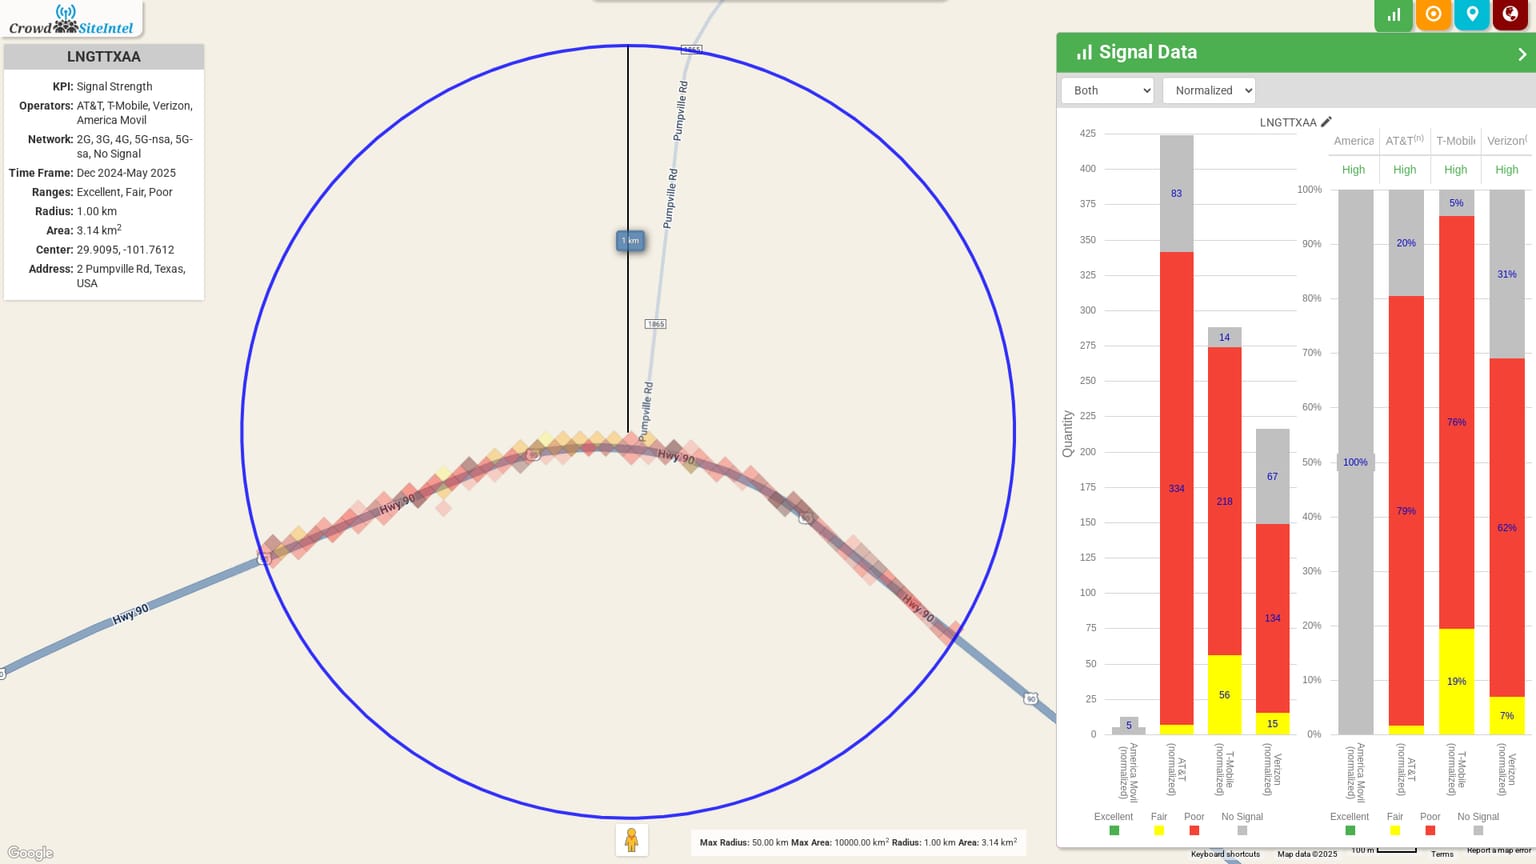 Crowd SiteIntel
LNGTTXAA
KPI: Signal Strength
Operators: AT&T, T-Mobile, Verizon,
America Movil
Network: 2G, 3G, 4G, 5G-nsa, 5G-
sa, No Signal
Time Frame: Dec 2024-May 2025
Ranges: Excellent, Fair, Poor
Radius: 1.00 km
Area: 3.14 km²
Center: 29.9095, -101.7612
Address: 2 Pumpville Rd, Texas,
USA
1865
Pumpville Rd
Pumpville Rd
1 km
1865
Pumpville Rd
90
Hwy 90
Hwy 90
90
90
Hwy 90
Hwy 90
90
Google
Max Radius: 50.00 km Max Area: 10000.00 km² Radius: 1.00 km Area: 3.14 km²
Signal Data
Both
Normalized
LNGTTXAA
Quantity
425
400
375
350
325
300
275
250
225
200
175
150
125
100
75
50
25
0
5
83
334
14
218
56
67
134
15
America Movil (normalized)
AT&T (normalized)
T-Mobile (normalized)
Verizon (normalized)
Excellent Fair Poor No Signal
America AT&T(n) T-Mobile Verizon(
High High High High
100%
90%
80%
70%
60%
50%
40%
30%
20%
10%
0%
100%
20%
79%
5%
76%
19%
31%
62%
7%
America Movil (normalized)
AT&T (normalized)
T-Mobile (normalized)
Verizon (normalized)
Excellent Fair Poor No Signal
Keyboard shortcuts Map data ©2025 100 m Terms Report a map error